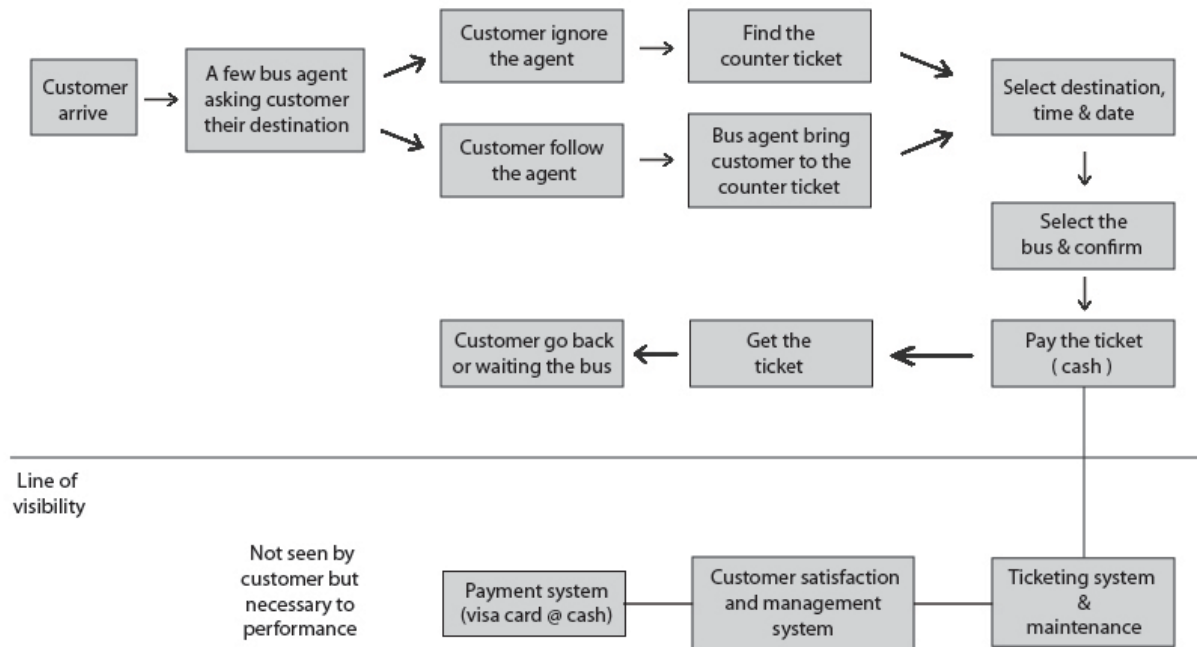 Customer
arrive
A few bus agent
asking customer
their destination
Customer ignore
the agent
Find the
counter ticket
Customer follow
the agent
Bus agent bring
customer to the
counter ticket
Select destination,
time & date
Select the
bus & confirm
Pay the ticket
( cash )
Get the
ticket
Customer go back
or waiting the bus
Line of
visibility
Not seen by
customer but
necessary to
performance
Payment system
(visa card @ cash)
Customer satisfaction
and management
system
Ticketing system
&
maintenance